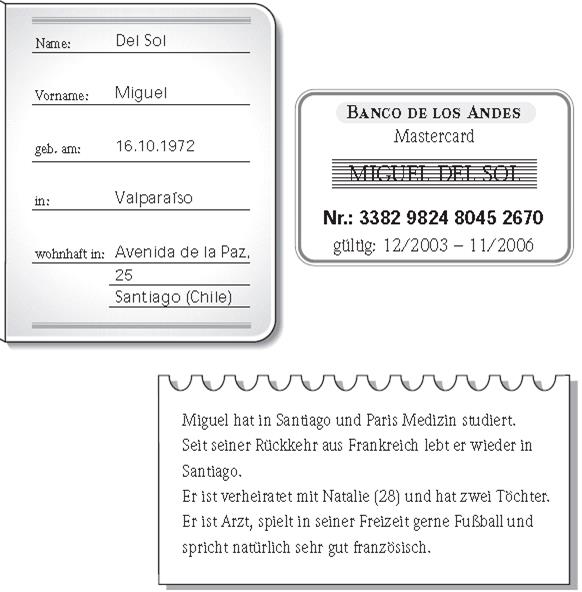 Name: Del Sol
Vorname: Miguel
geb. am: 16.10.1972
in: Valparaíso
wohnhaft in: Avenida de la Paz,
25
Santiago (Chile)
BANCO DE LOS ANDES
Mastercard
MIGUEL DEL SOL
Nr.: 3382 9824 8045 2670
gültig: 12/2003 – 11/2006
Miguel hat in Santiago und Paris Medizin studiert.
Seit seiner Rückkehr aus Frankreich lebt er wieder in
Santiago.
Er ist verheiratet mit Natalie (28) und hat zwei Töchter.
Er ist Arzt, spielt in seiner Freizeit gerne Fußball und
spricht natürlich sehr gut französisch.